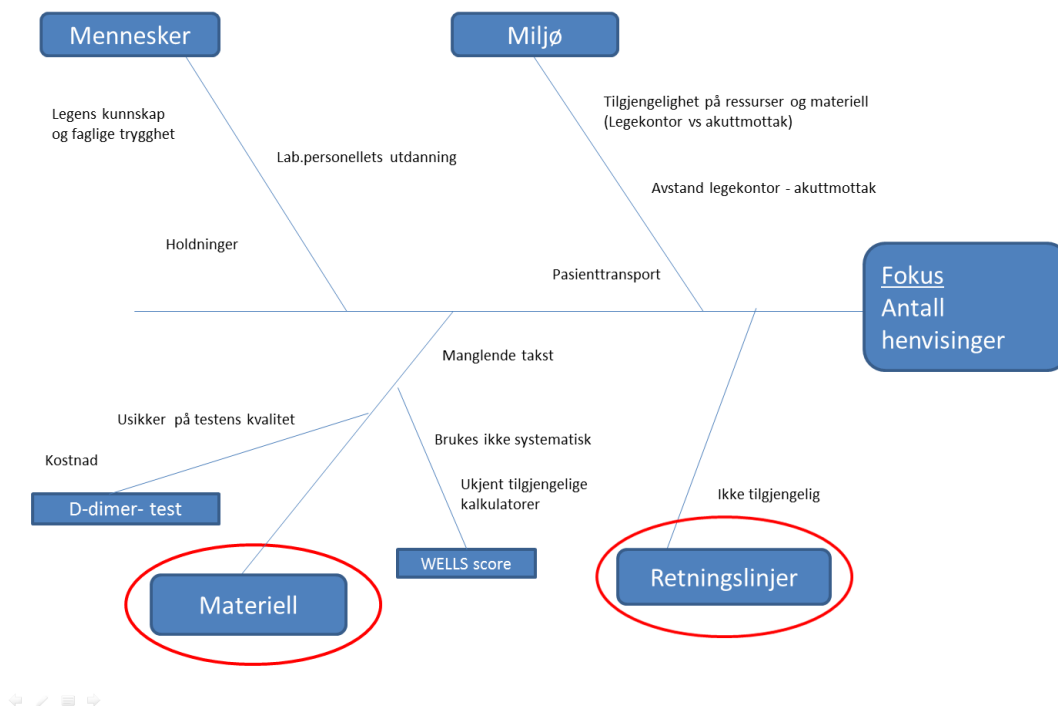 Mennesker
Miljø
Legens kunnskap
og faglige trygghet
Tilgjengelighet på ressurser og materiell
(Legekontor vs akuttmottak)
Lab.personellets utdanning
Avstand legekontor - akuttmottak
Holdninger
Pasienttransport
Fokus
Antall
henvisinger
Manglende takst
Usikker på testens kvalitet
Brukes ikke systematisk
Kostnad
Ukjent tilgjengelige
kalkulatorer
Ikke tilgjengelig
D-dimer- test
WELLS score
Materiell
Retningslinjer